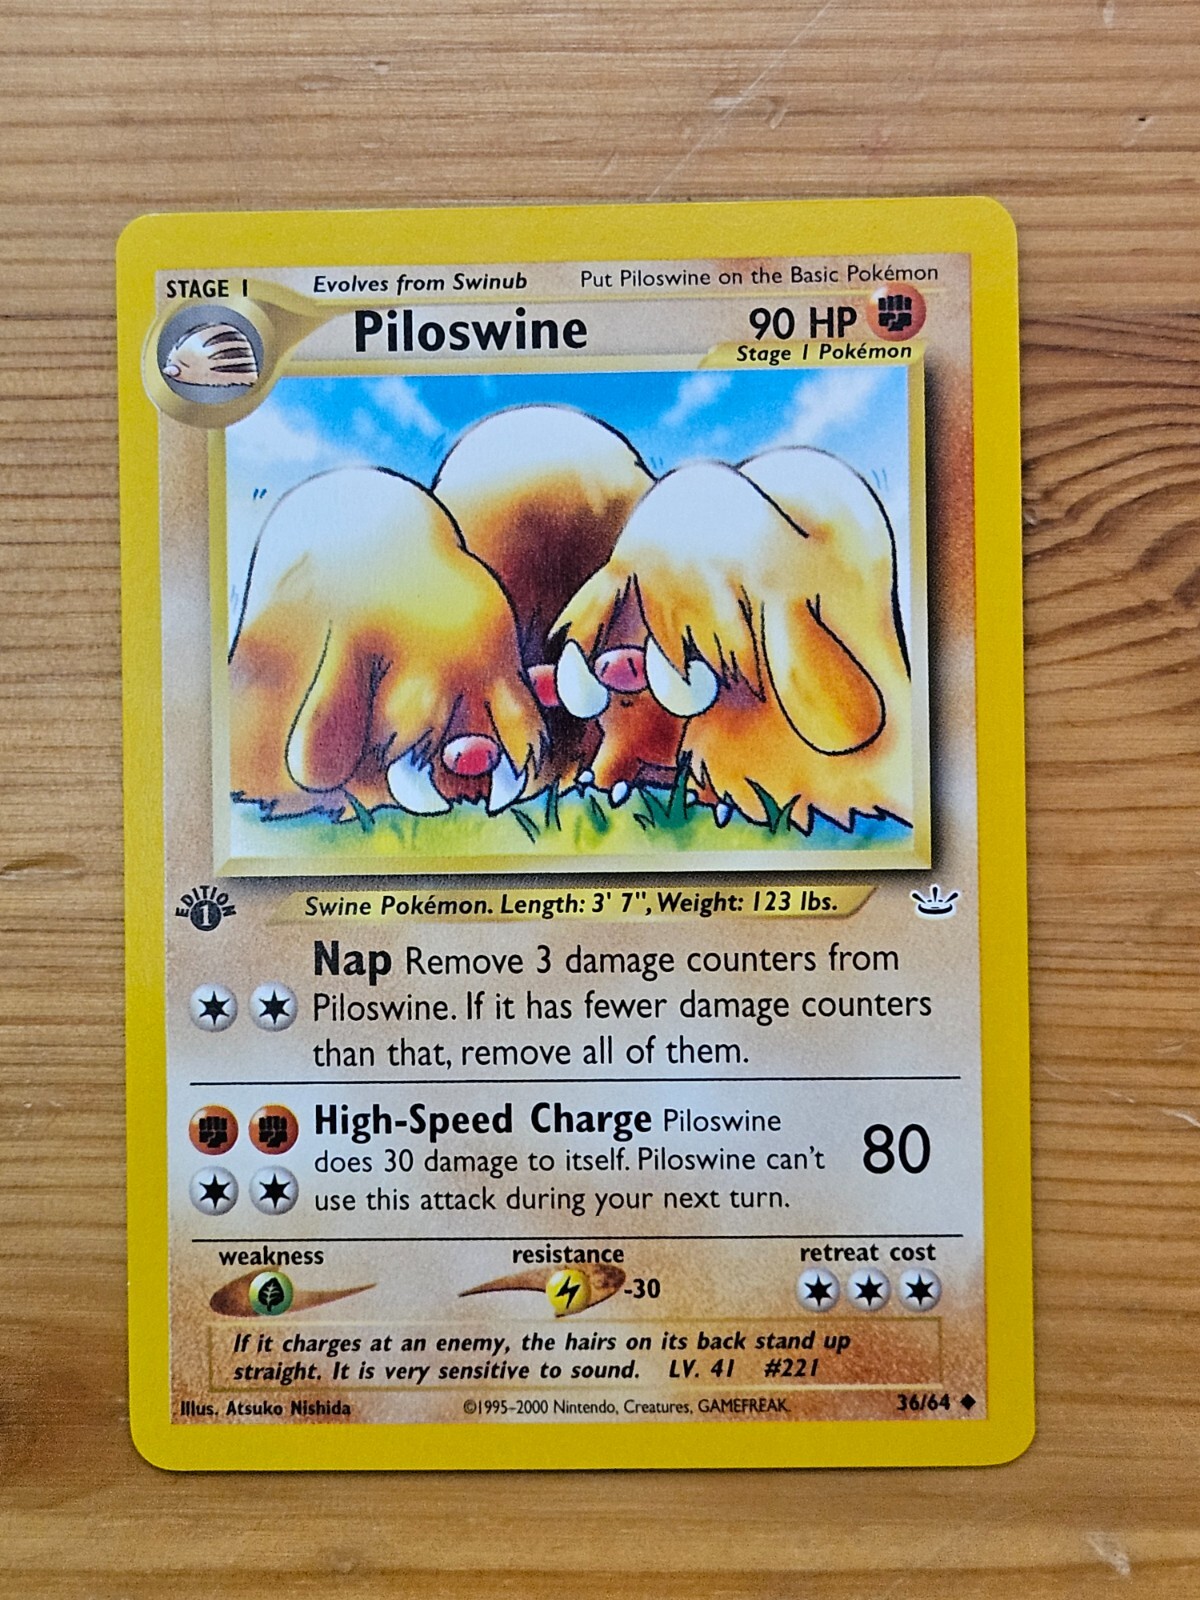 STAGE 1 Evolves from Swinub Put Piloswine on the Basic Pokémon
Piloswine 90 HP
Stage 1 Pokémon
EDITION
1
Swine Pokémon. Length: 3' 7", Weight: 123 lbs.
Nap Remove 3 damage counters from
Piloswine. If it has fewer damage counters
than that, remove all of them.
High-Speed Charge Piloswine
does 30 damage to itself. Piloswine can't
use this attack during your next turn.
80
weakness resistance retreat cost
-30
If it charges at an enemy, the hairs on its back stand up
straight. It is very sensitive to sound. LV. 41 #221
Illus. Atsuko Nishida ©1995-2000 Nintendo, Creatures, GAMEFREAK. 36/64